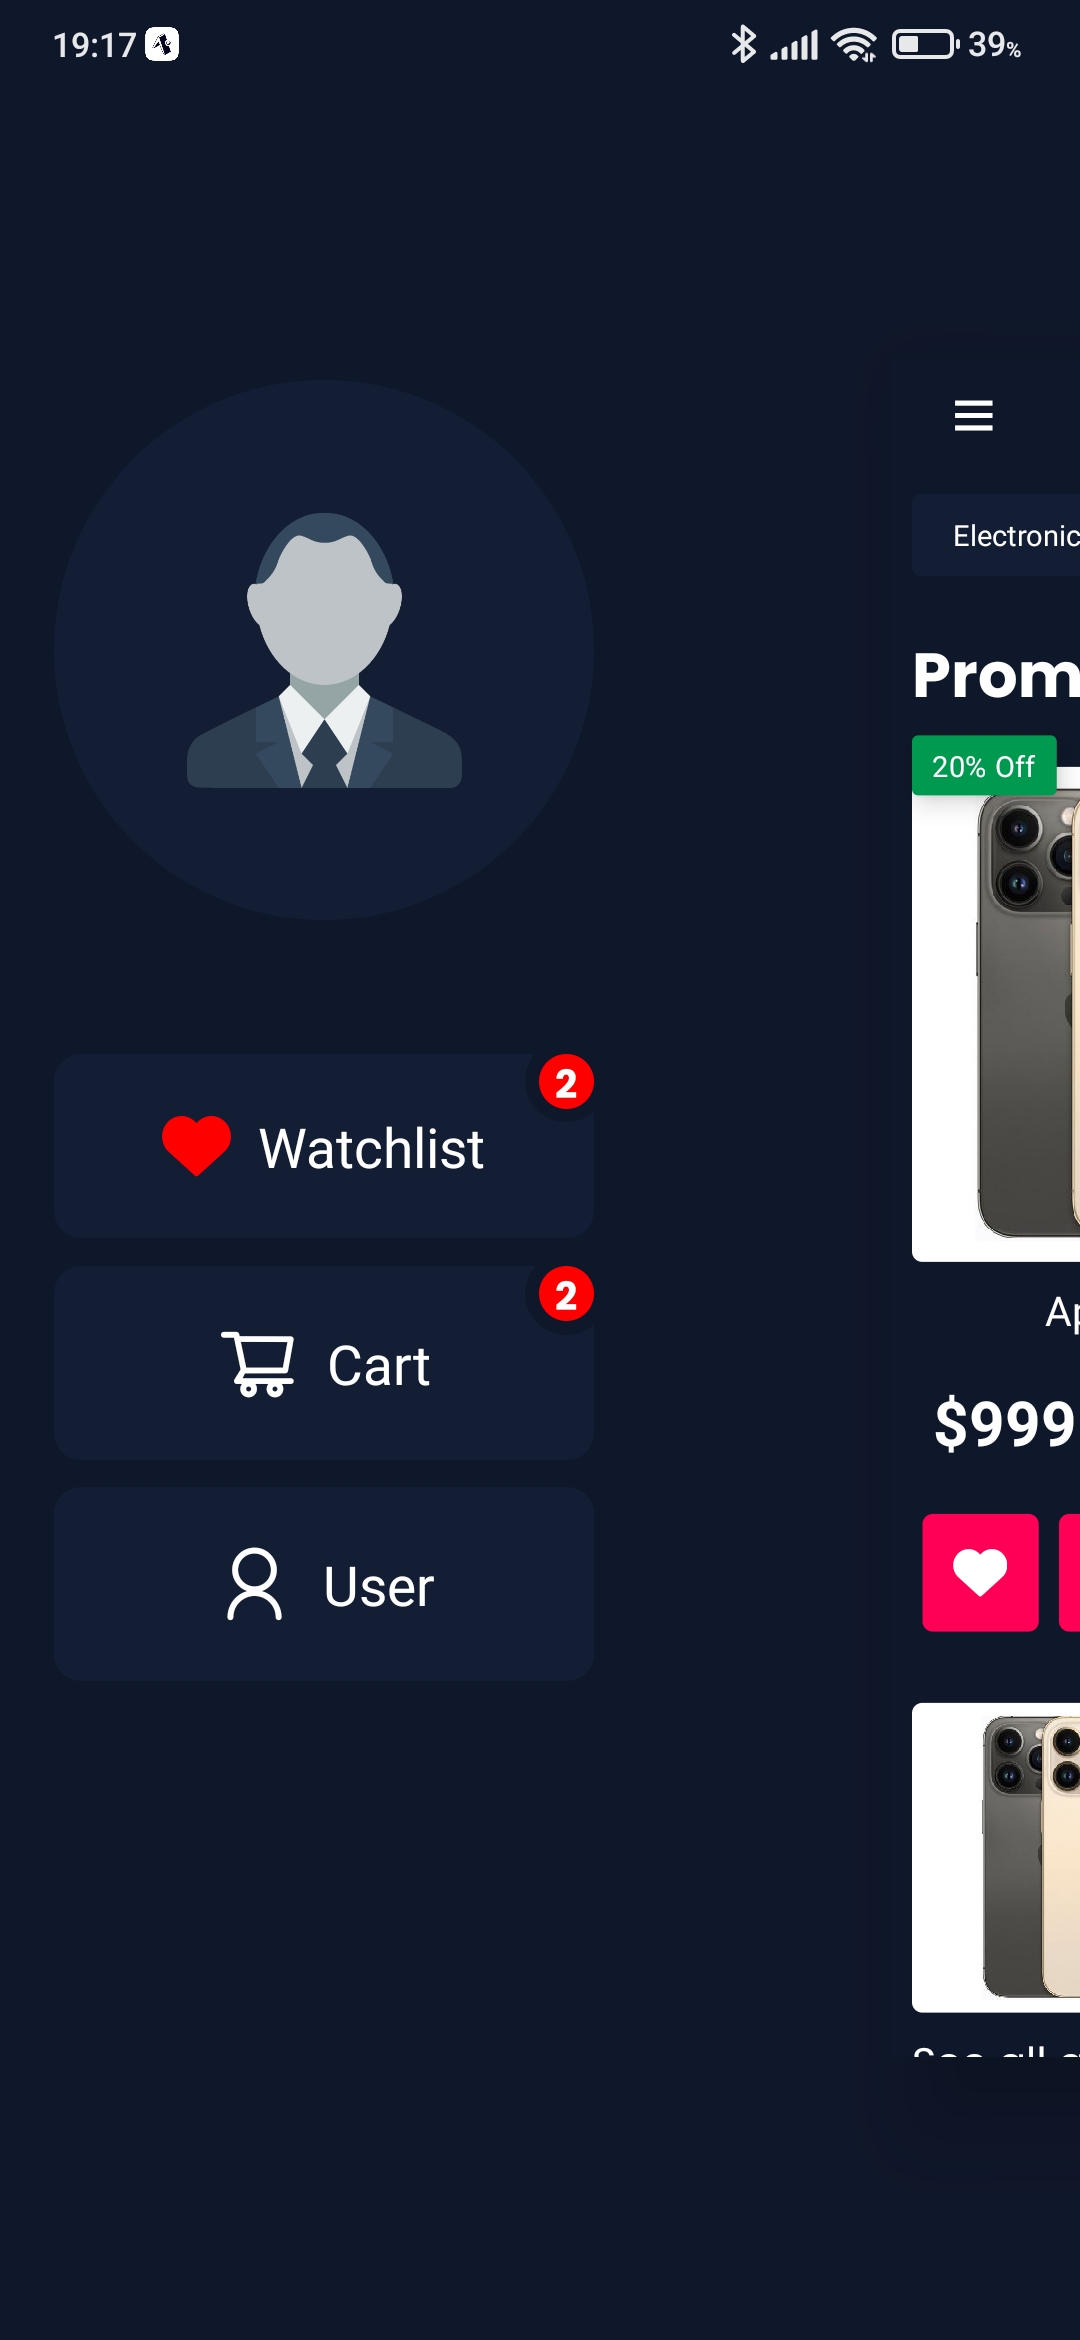 19:17
39%
Electronic
Prom
20% Off
2
Watchlist
Ap
2
Cart
$999
User